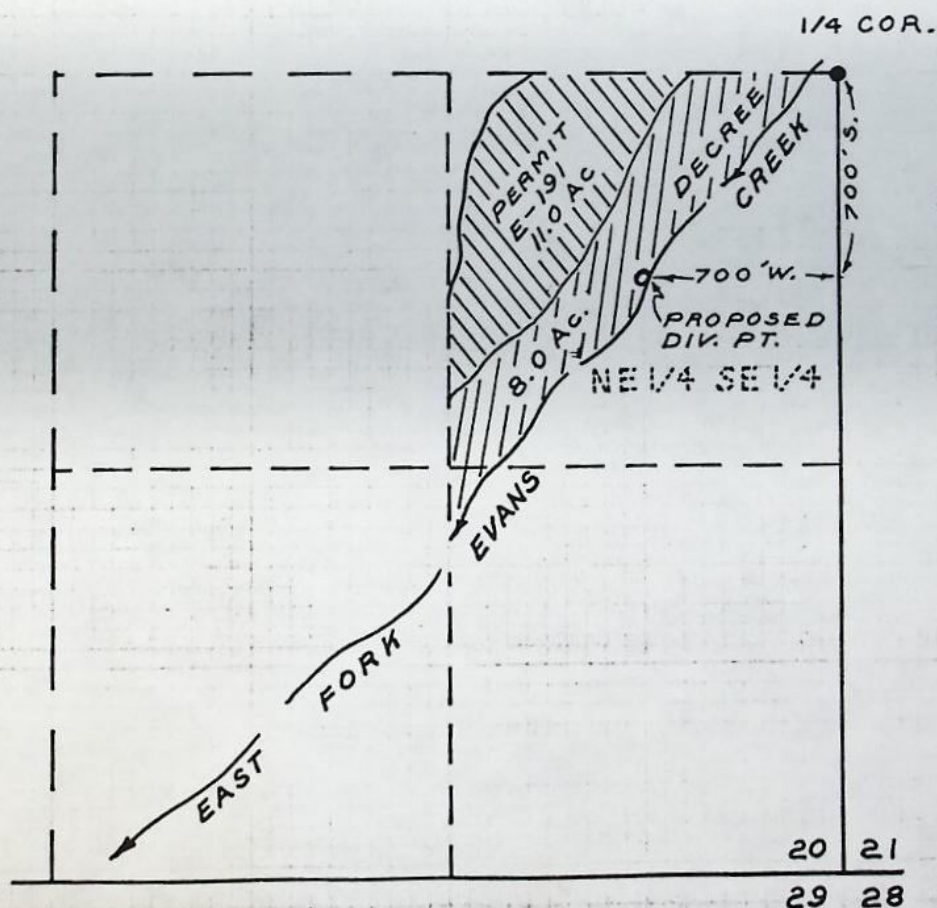 1/4 COR.
700'S.
PERMIT
E-191
11.0 AC
DECREE
CREEK
700'W.
PROPOSED
DIV. PT.
8.0 AC.
NE 1/4 SE 1/4
EVANS
FORK
EAST
20 21
29 28